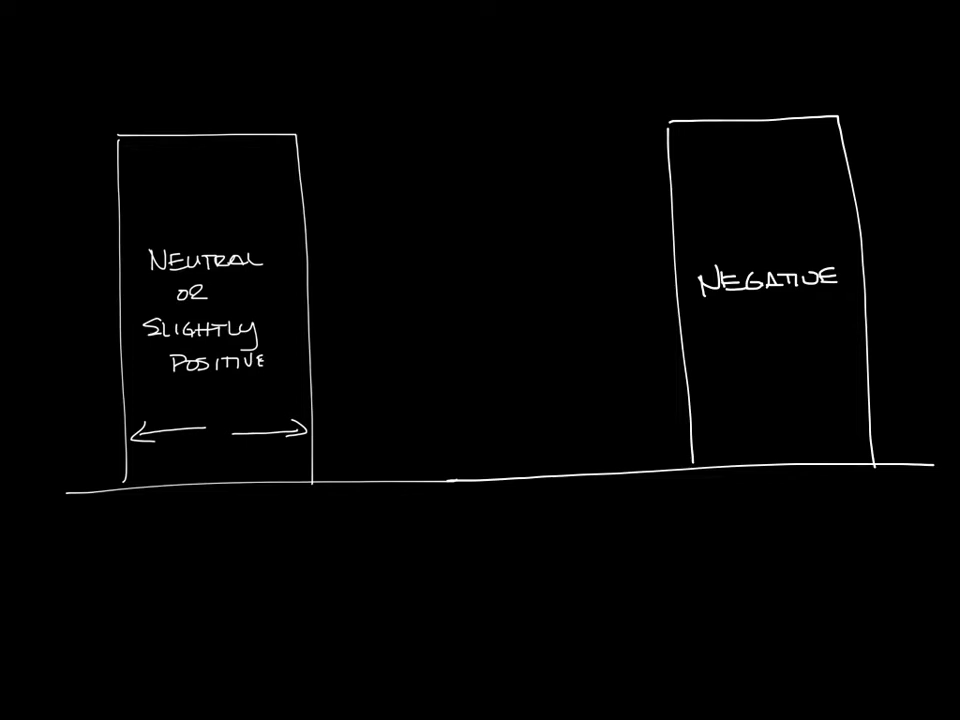 NEUTRAL
OR
SLIGHTLY
POSITIVE
NEGATIVE